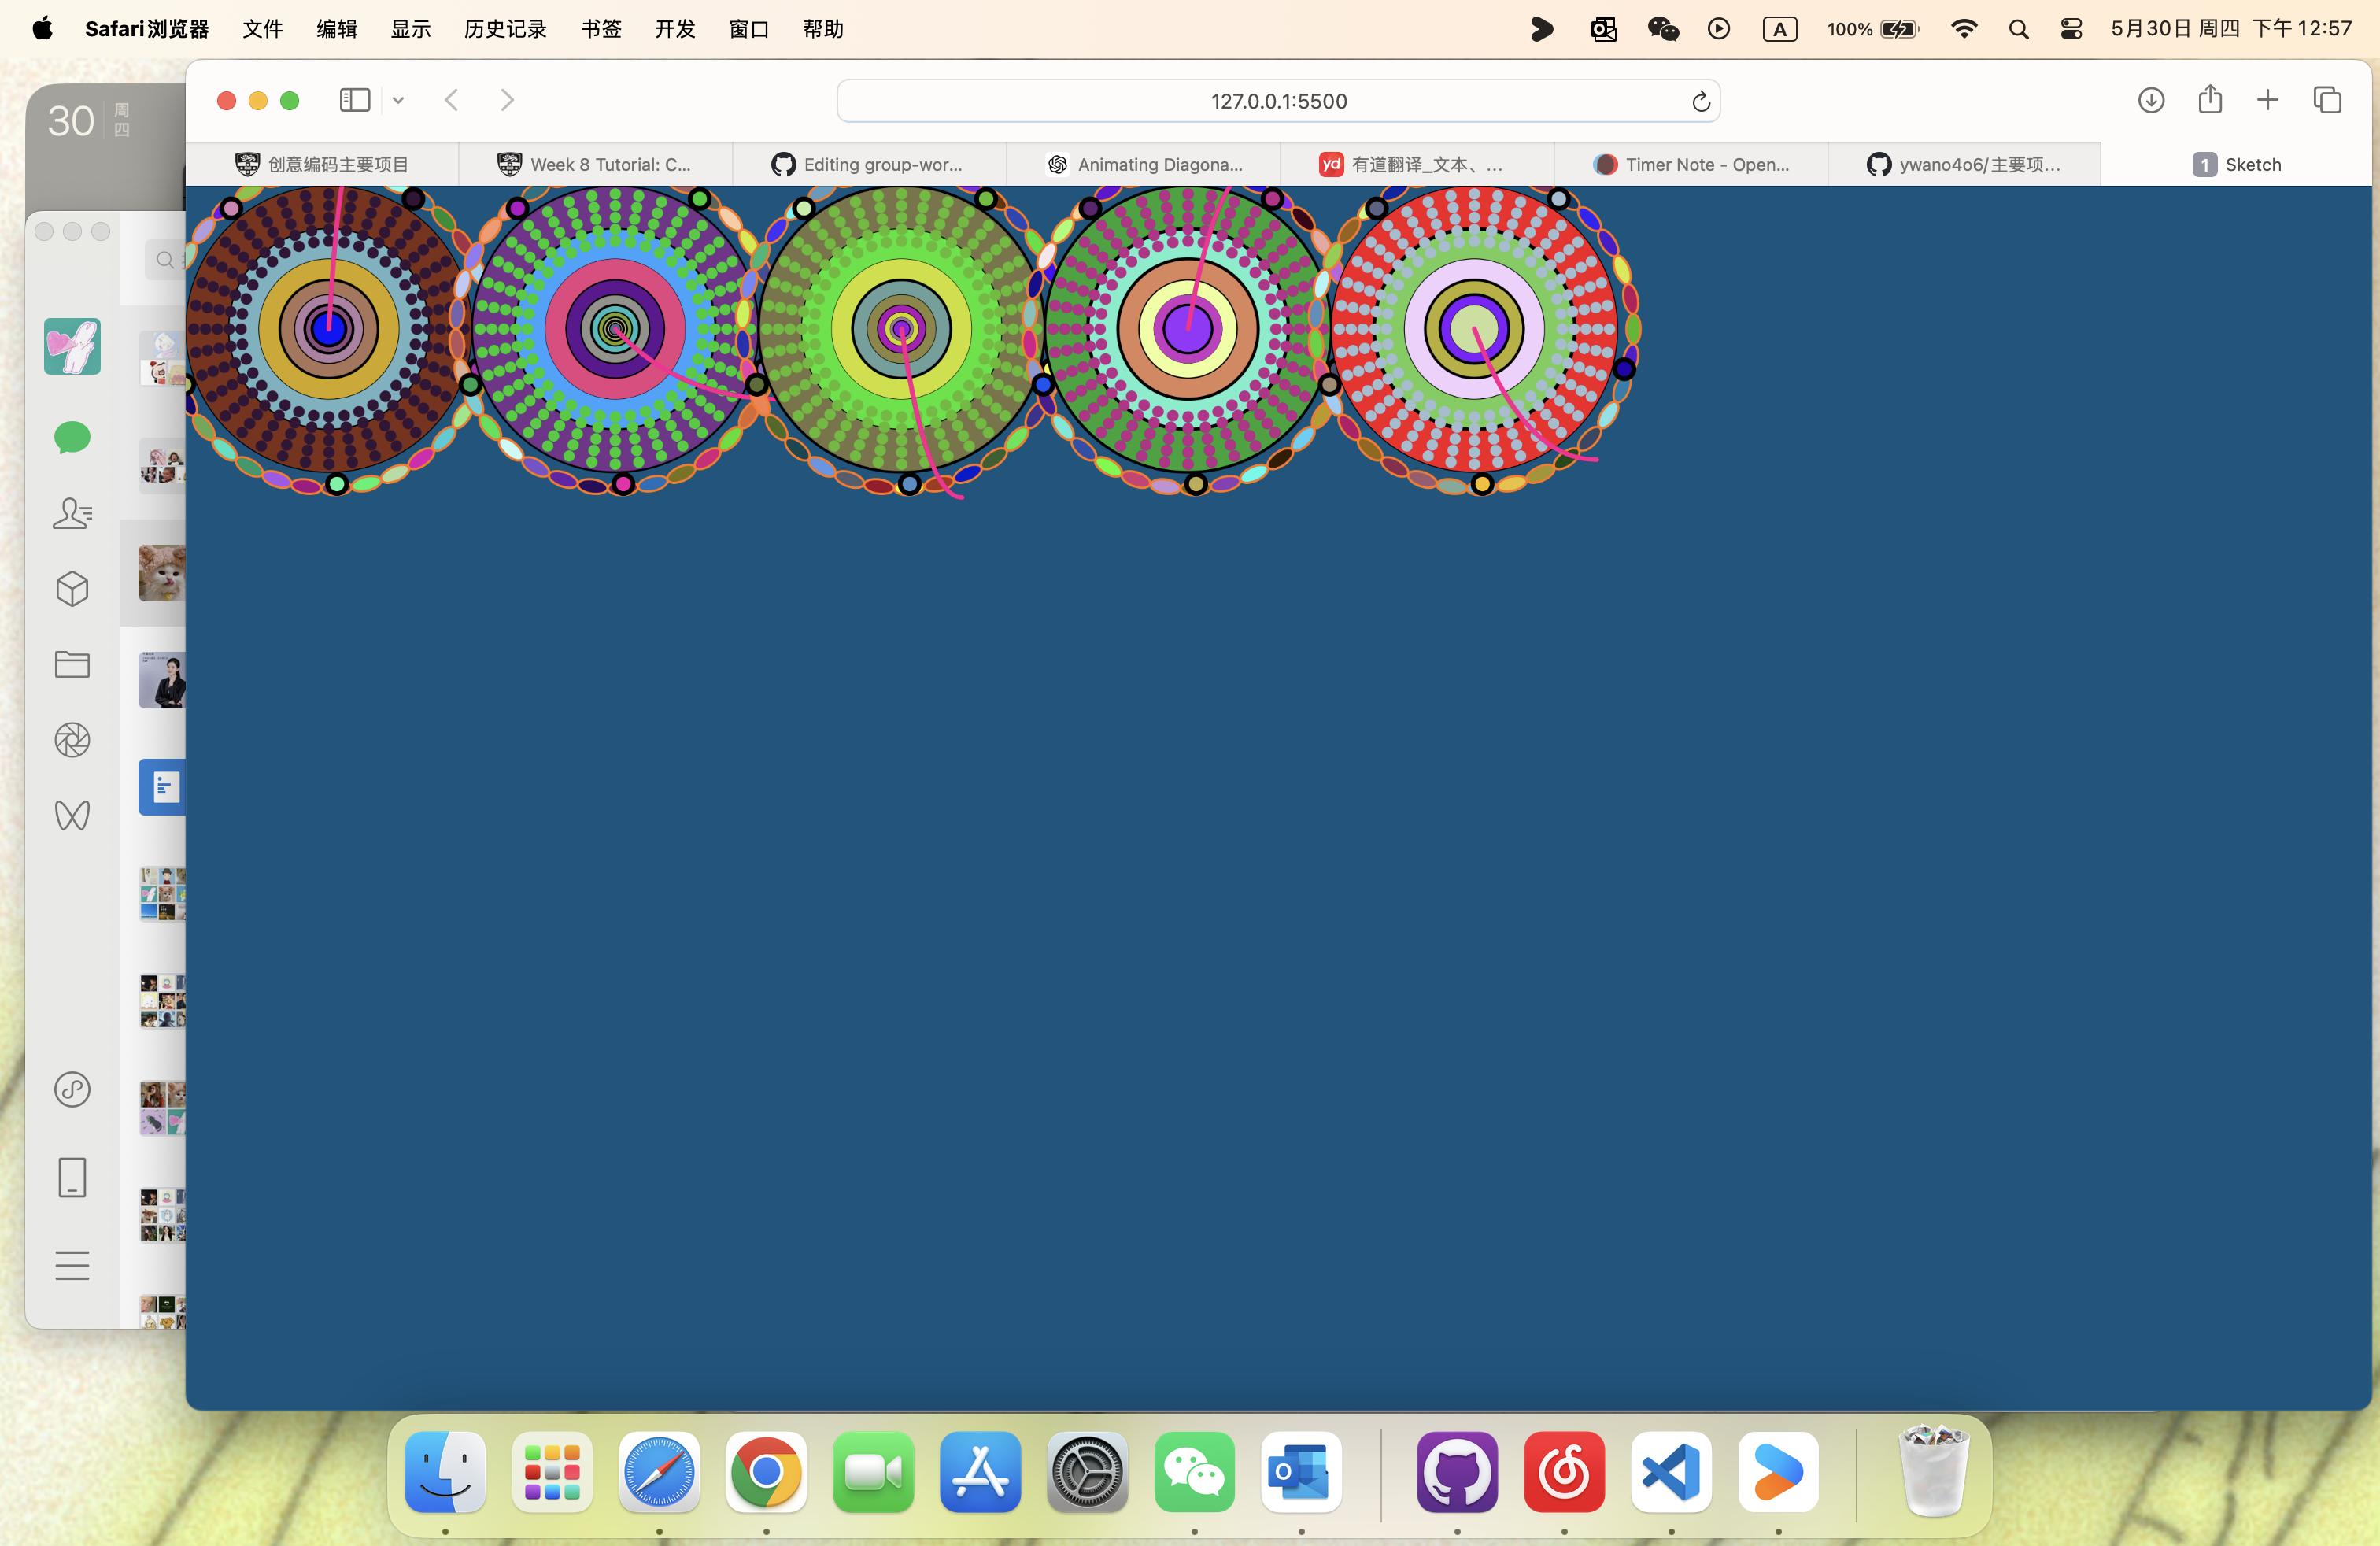 Safari浏览器 文件 编辑 显示 历史记录 书签 开发 窗口 帮助 A 100% 5月30日 周四 下午 12:57
30 周四
127.0.0.1:5500
创意编码主要项目 Week 8 Tutorial: C... Editing group-wor... Animating Diagona... yd 有道翻译_文本、... Timer Note - Open... ywano4o6/主要项... 1 Sketch